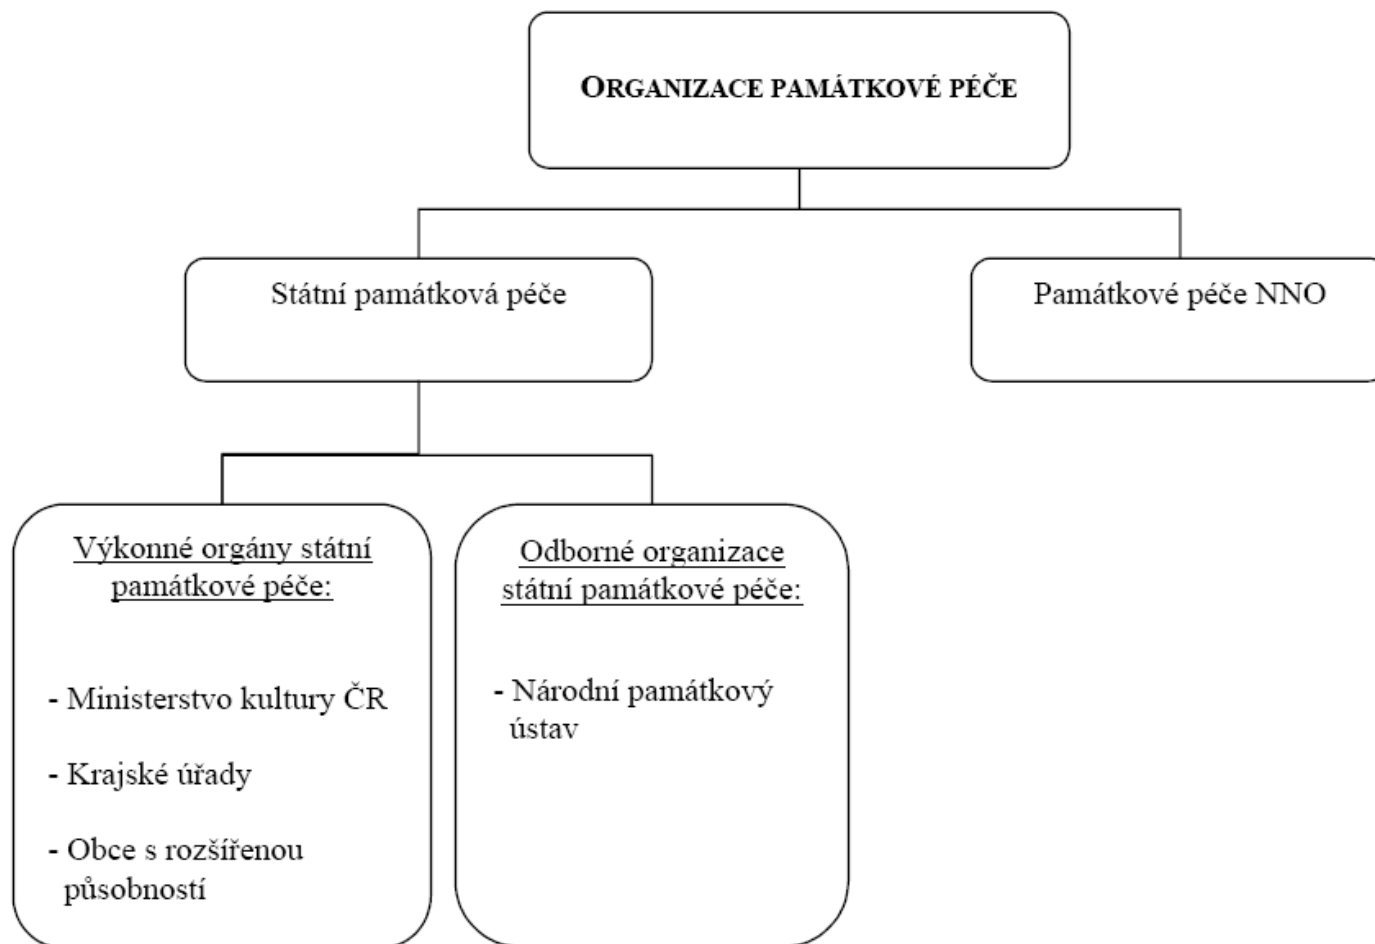 ORGANIZACE PAMÁTKOVÉ PÉČE
Státní památková péče
Památkové péče NNO
Výkonné orgány státní
památkové péče:
- Ministerstvo kultury ČR
- Krajské úřady
- Obce s rozšířenou
působností
Odborné organizace
státní památkové péče:
- Národní památkový
ústav